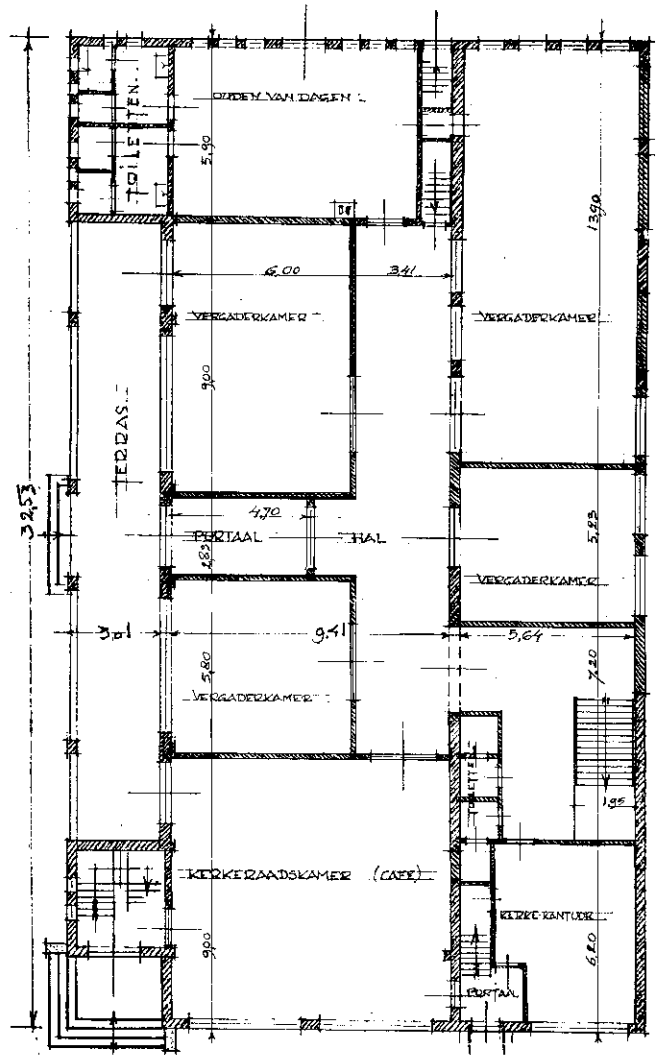 OUDEN VAN DAGEN
TOILETTEN
5,90
13,90
6,00
3,41
VERGADERKAMER
VERGADERKAMER
9,00
TERRAS
32,53
4,70
PORTAAL
HAL
2,83
5,23
VERGADERKAMER
3,01
9,41
5,64
5,80
7,20
VERGADERKAMER
TOILETTEN
1,95
KERKERAADSKAMER (CAFÉ)
KERKE KANTOOR
9,00
6,20
PORTAAL